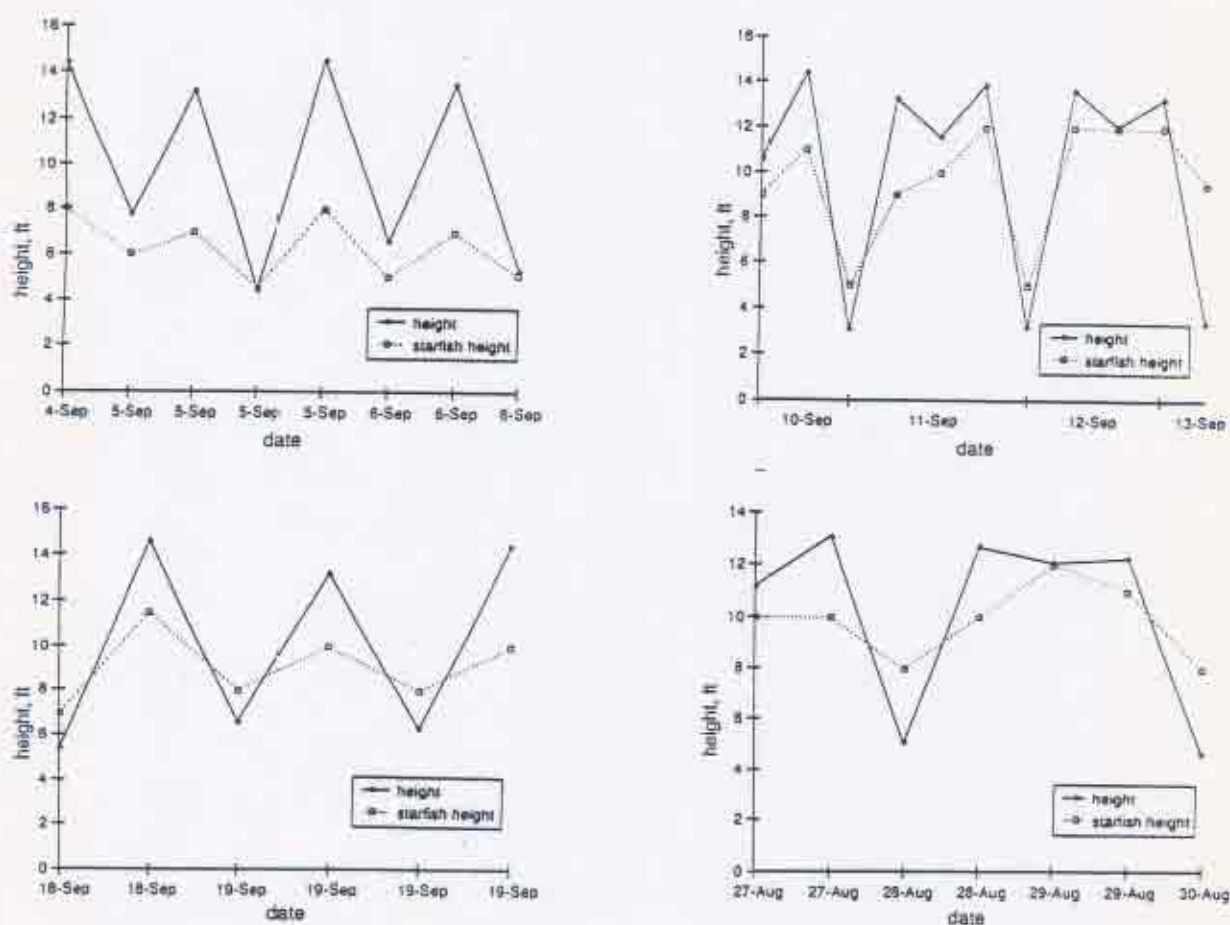 16
14
12
10
8
6
4
2
0
height, ft
height
starfish height
4-Sep 5-Sep 5-Sep 5-Sep 5-Sep 6-Sep 6-Sep 6-Sep
date
16
14
12
10
8
6
4
2
0
height, ft
height
starfish height
10-Sep 11-Sep 12-Sep 13-Sep
date
16
14
12
10
8
6
4
2
0
height, ft
height
starfish height
18-Sep 18-Sep 19-Sep 19-Sep 19-Sep 19-Sep
date
14
12
10
8
6
4
2
0
height, ft
height
starfish height
27-Aug 27-Aug 28-Aug 28-Aug 29-Aug 29-Aug 30-Aug
date